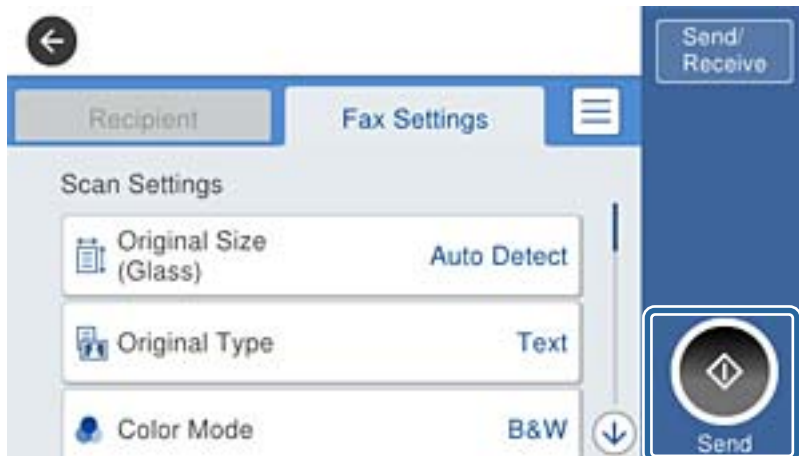 Send/
Receive
Recipient
Fax Settings
Scan Settings
Original Size
(Glass)
Auto Detect
Original Type
Text
Color Mode
B&W
Send